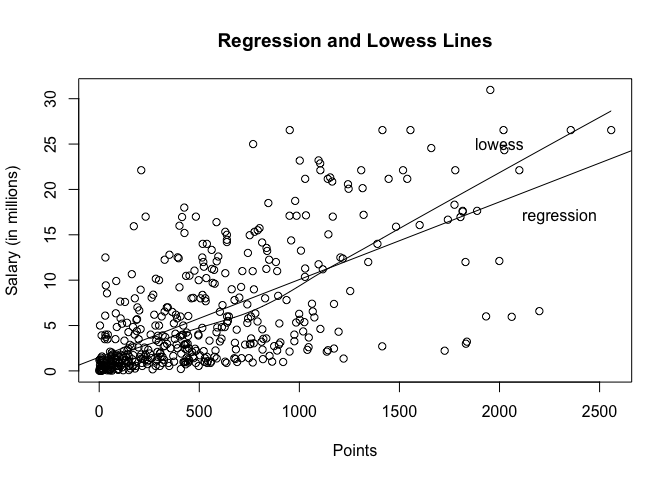 Regression and Lowess Lines
Salary (in millions)
30
25
20
15
10
5
0
lowess
regression
0 500 1000 1500 2000 2500
Points